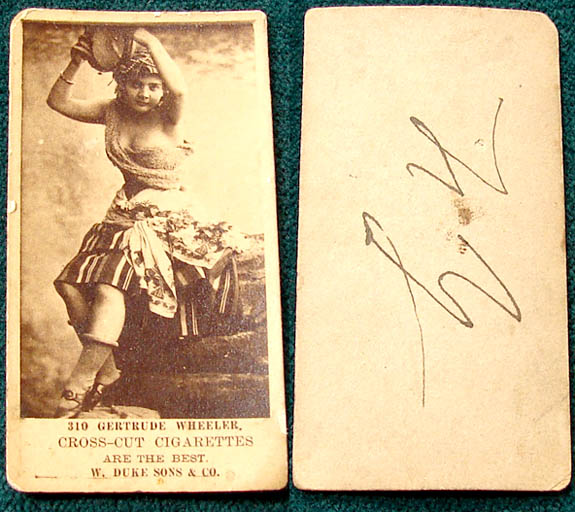 310 GERTRUDE WHEELER,
CROSS-CUT CIGARETTES
ARE THE BEST.
W. DUKE SONS & CO.